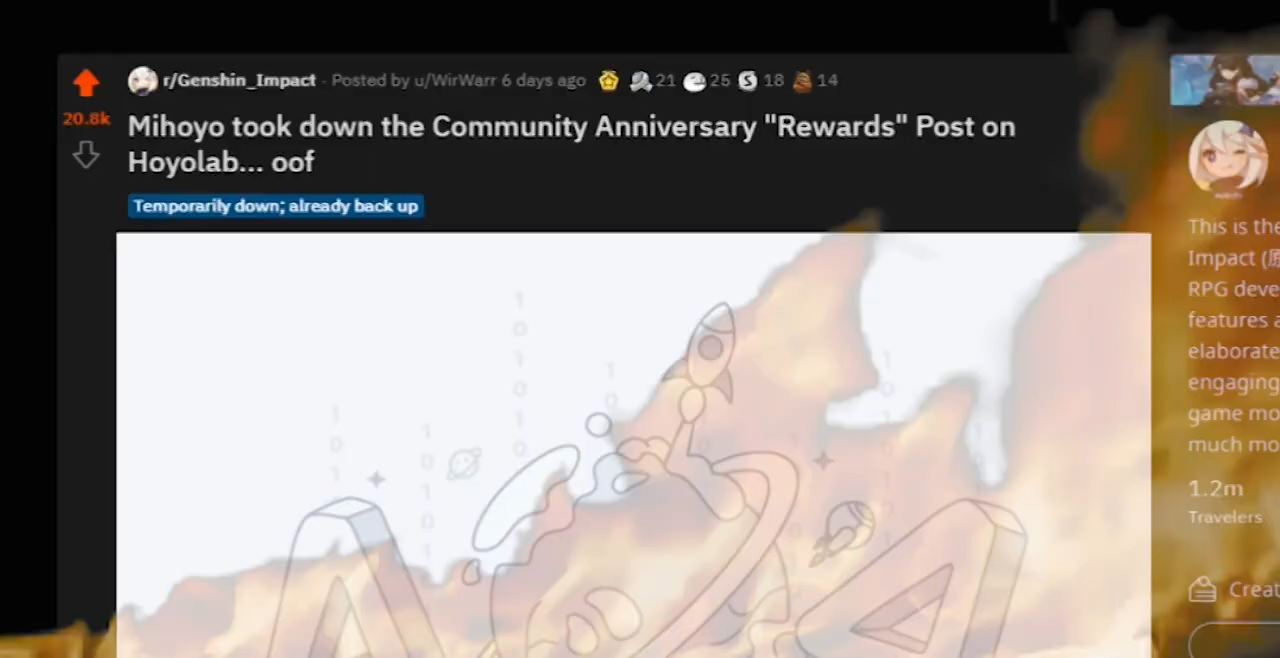 r/Genshin_Impact · Posted by u/WirWarr 6 days ago 21 25 S 18 14
20.8k
Mihoyo took down the Community Anniversary "Rewards" Post on
Hoyolab... oof
Temporarily down; already back up
This is the
Impact (原
RPG deve
features a
elaborate
engaging
game mo
much mo
1.2m
Travelers
Creat